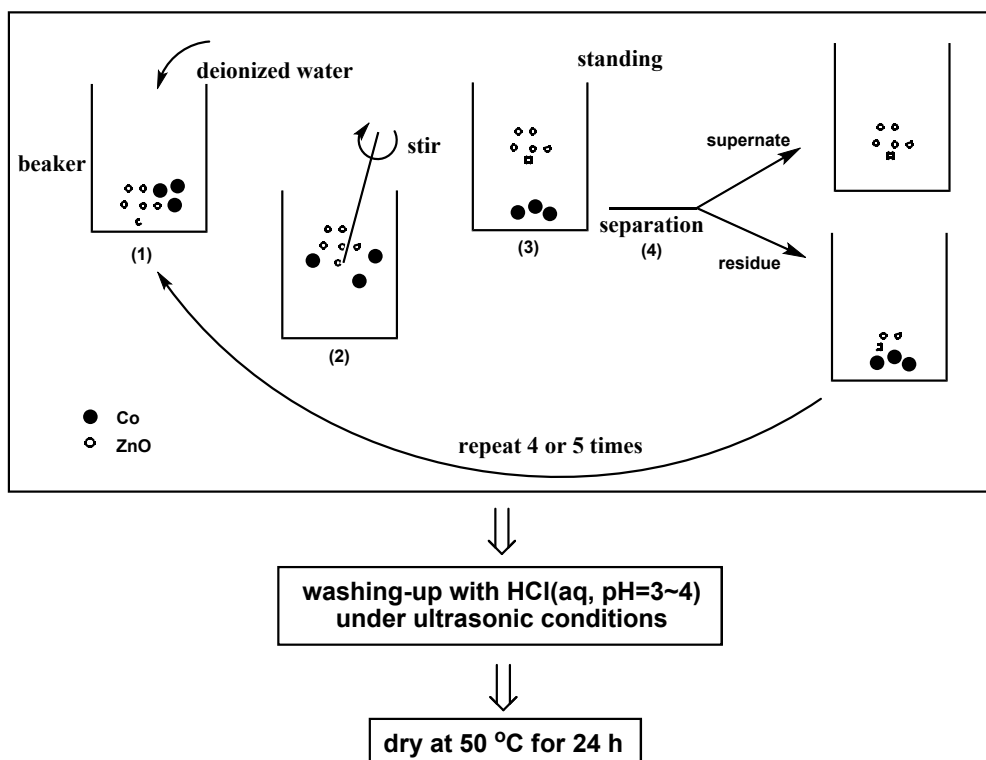 deionized water
standing
beaker
stir
supernate
separation
residue
(1)
(2)
(3)
(4)
Co
ZnO
repeat 4 or 5 times
washing-up with HCl(aq, pH=3~4)
under ultrasonic conditions
dry at 50 °C for 24 h